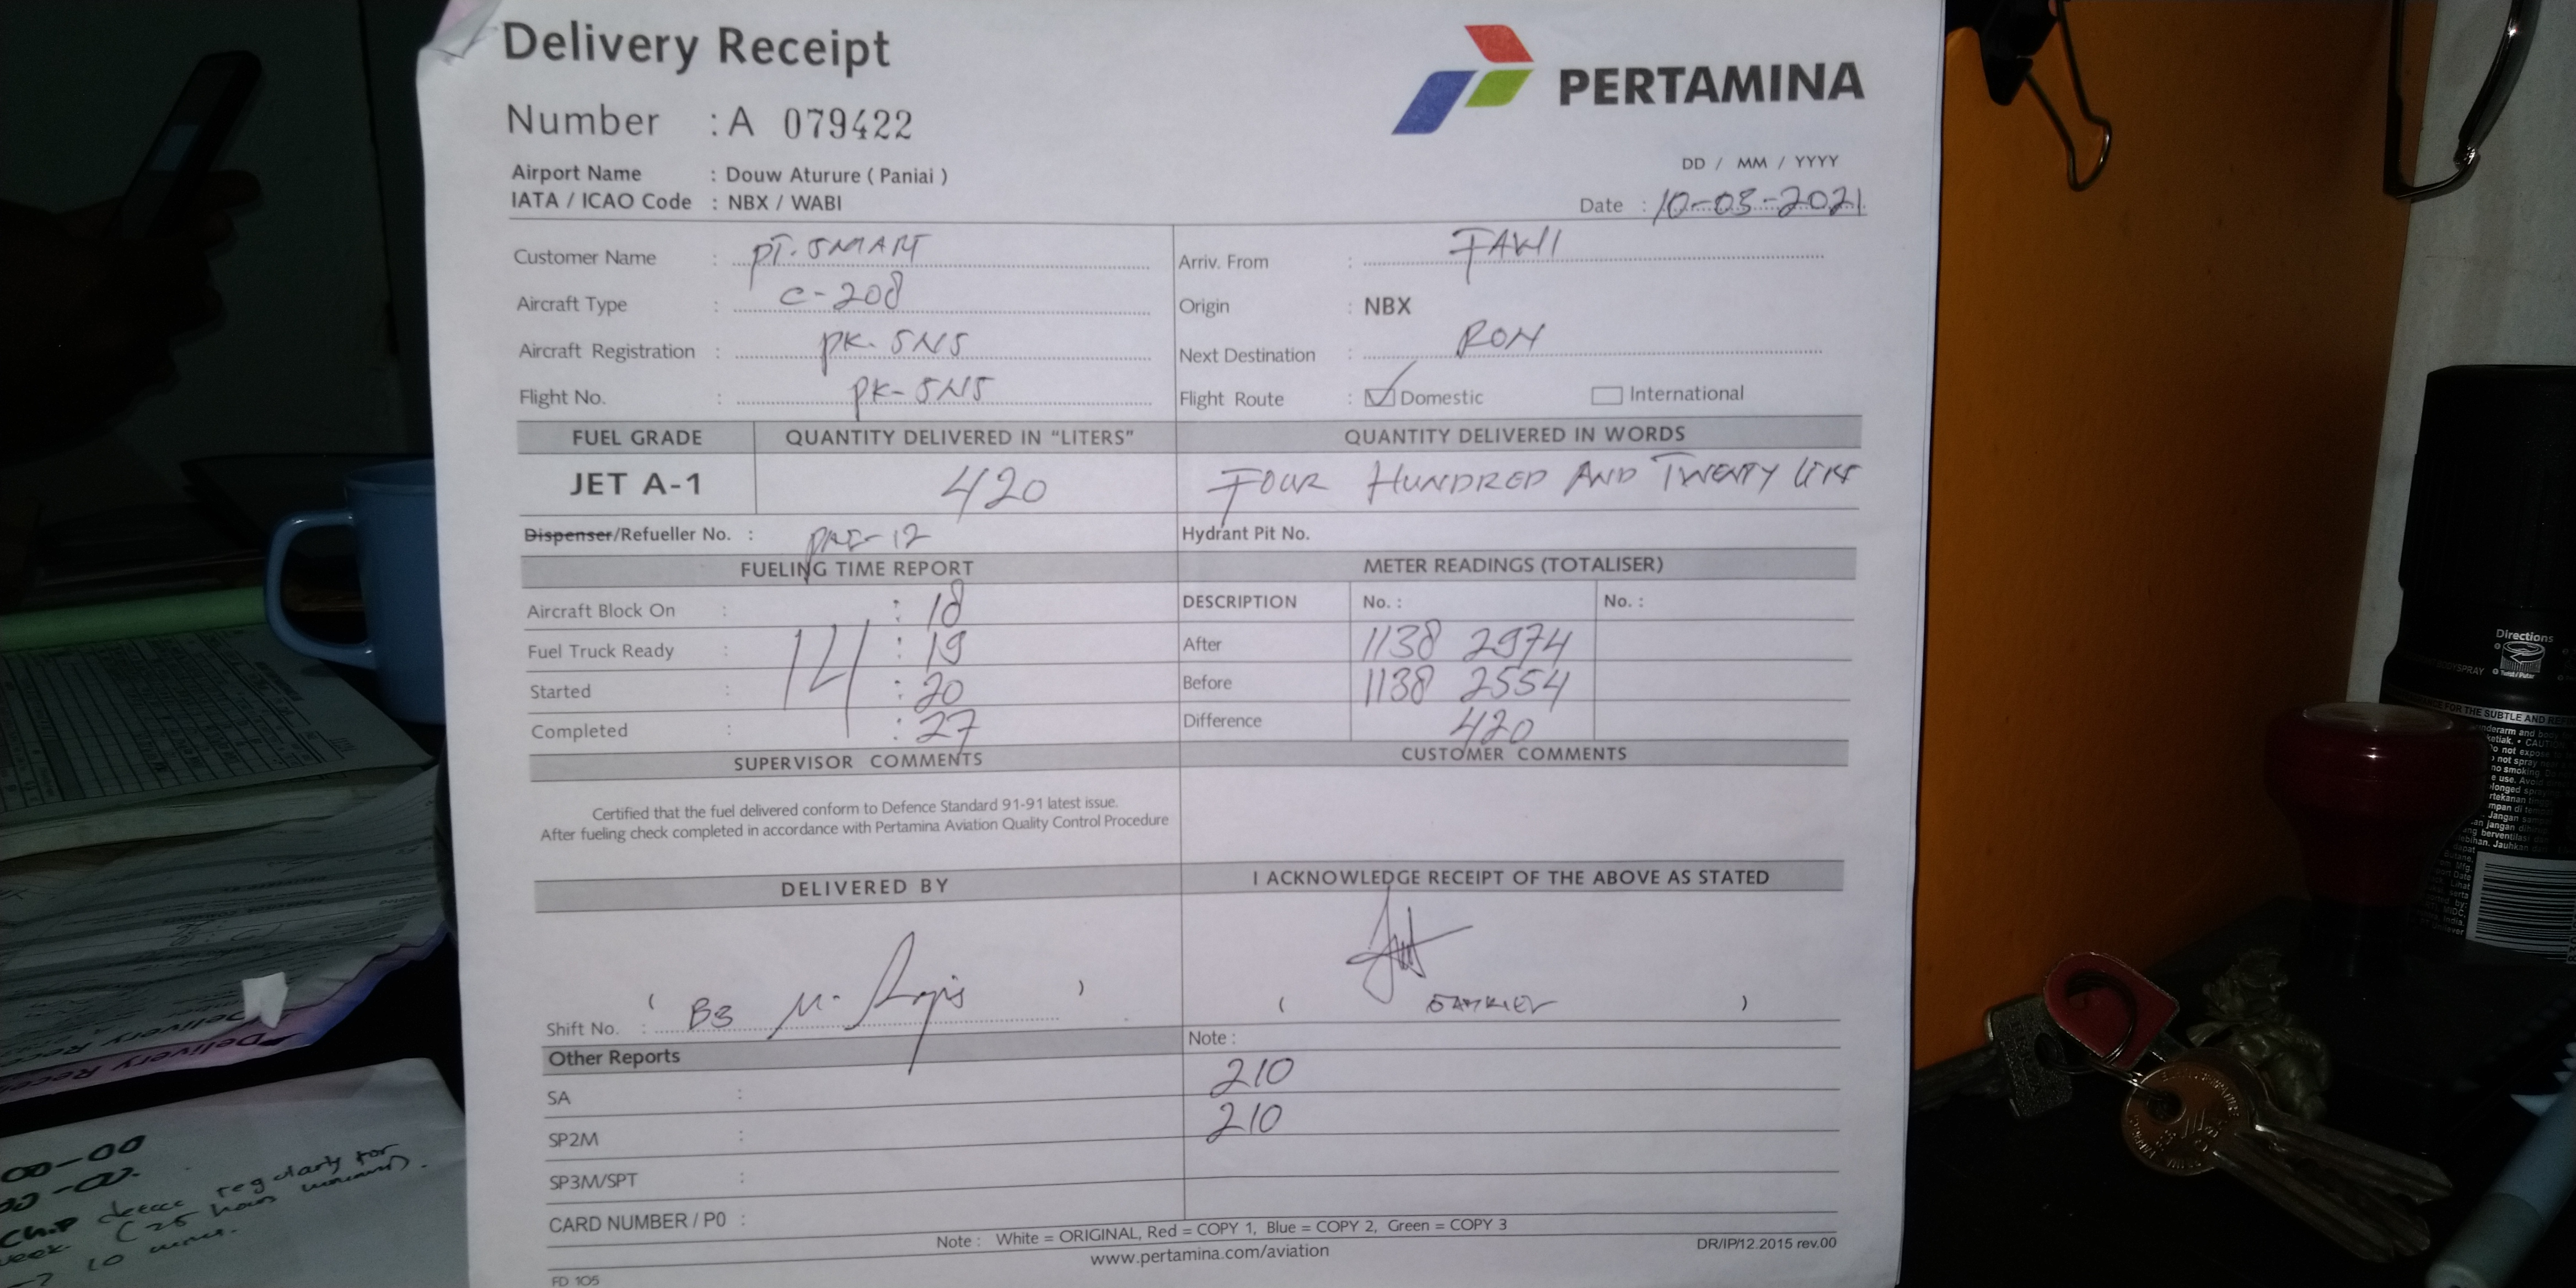 Delivery Receipt
PERTAMINA
Number : A 079422
Airport Name : Douw Aturure ( Paniai )
IATA / ICAO Code : NBX / WABI
DD / MM / YYYY
Date : 10-03-2021
Customer Name : PT. SMART
Arriv. From :
Aircraft Type : C-208
Origin : NBX
Aircraft Registration : PK-SNS
Next Destination : RON
Flight No. : PK-SNS
Flight Route : Domestic International
FUEL GRADE QUANTITY DELIVERED IN "LITERS" QUANTITY DELIVERED IN WORDS
JET A-1 420 FOUR HUNDRED AND TWENTY
Dispenser/Refueller No. : Hydrant Pit No.
FUELING TIME REPORT METER READINGS (TOTALISER)
Aircraft Block On : : 18 DESCRIPTION No. : No. :
Fuel Truck Ready : 14 : 19 After 1138 2974
Started : : 20 Before 1138 2554
Completed : : 27 Difference 420
SUPERVISOR COMMENTS CUSTOMER COMMENTS
Certified that the fuel delivered conform to Defence Standard 91-91 latest issue.
After fueling check completed in accordance with Pertamina Aviation Quality Control Procedure
DELIVERED BY I ACKNOWLEDGE RECEIPT OF THE ABOVE AS STATED
( ) ( )
Shift No. : B3 M.
Note :
Other Reports
SA : 210
SP2M : 210
SP3M/SPT :
CARD NUMBER / P0 :
Note : White = ORIGINAL, Red = COPY 1, Blue = COPY 2, Green = COPY 3
www.pertamina.com/aviation
DR/IP/12.2015 rev.00
FD 105
Directions
regularly for
10